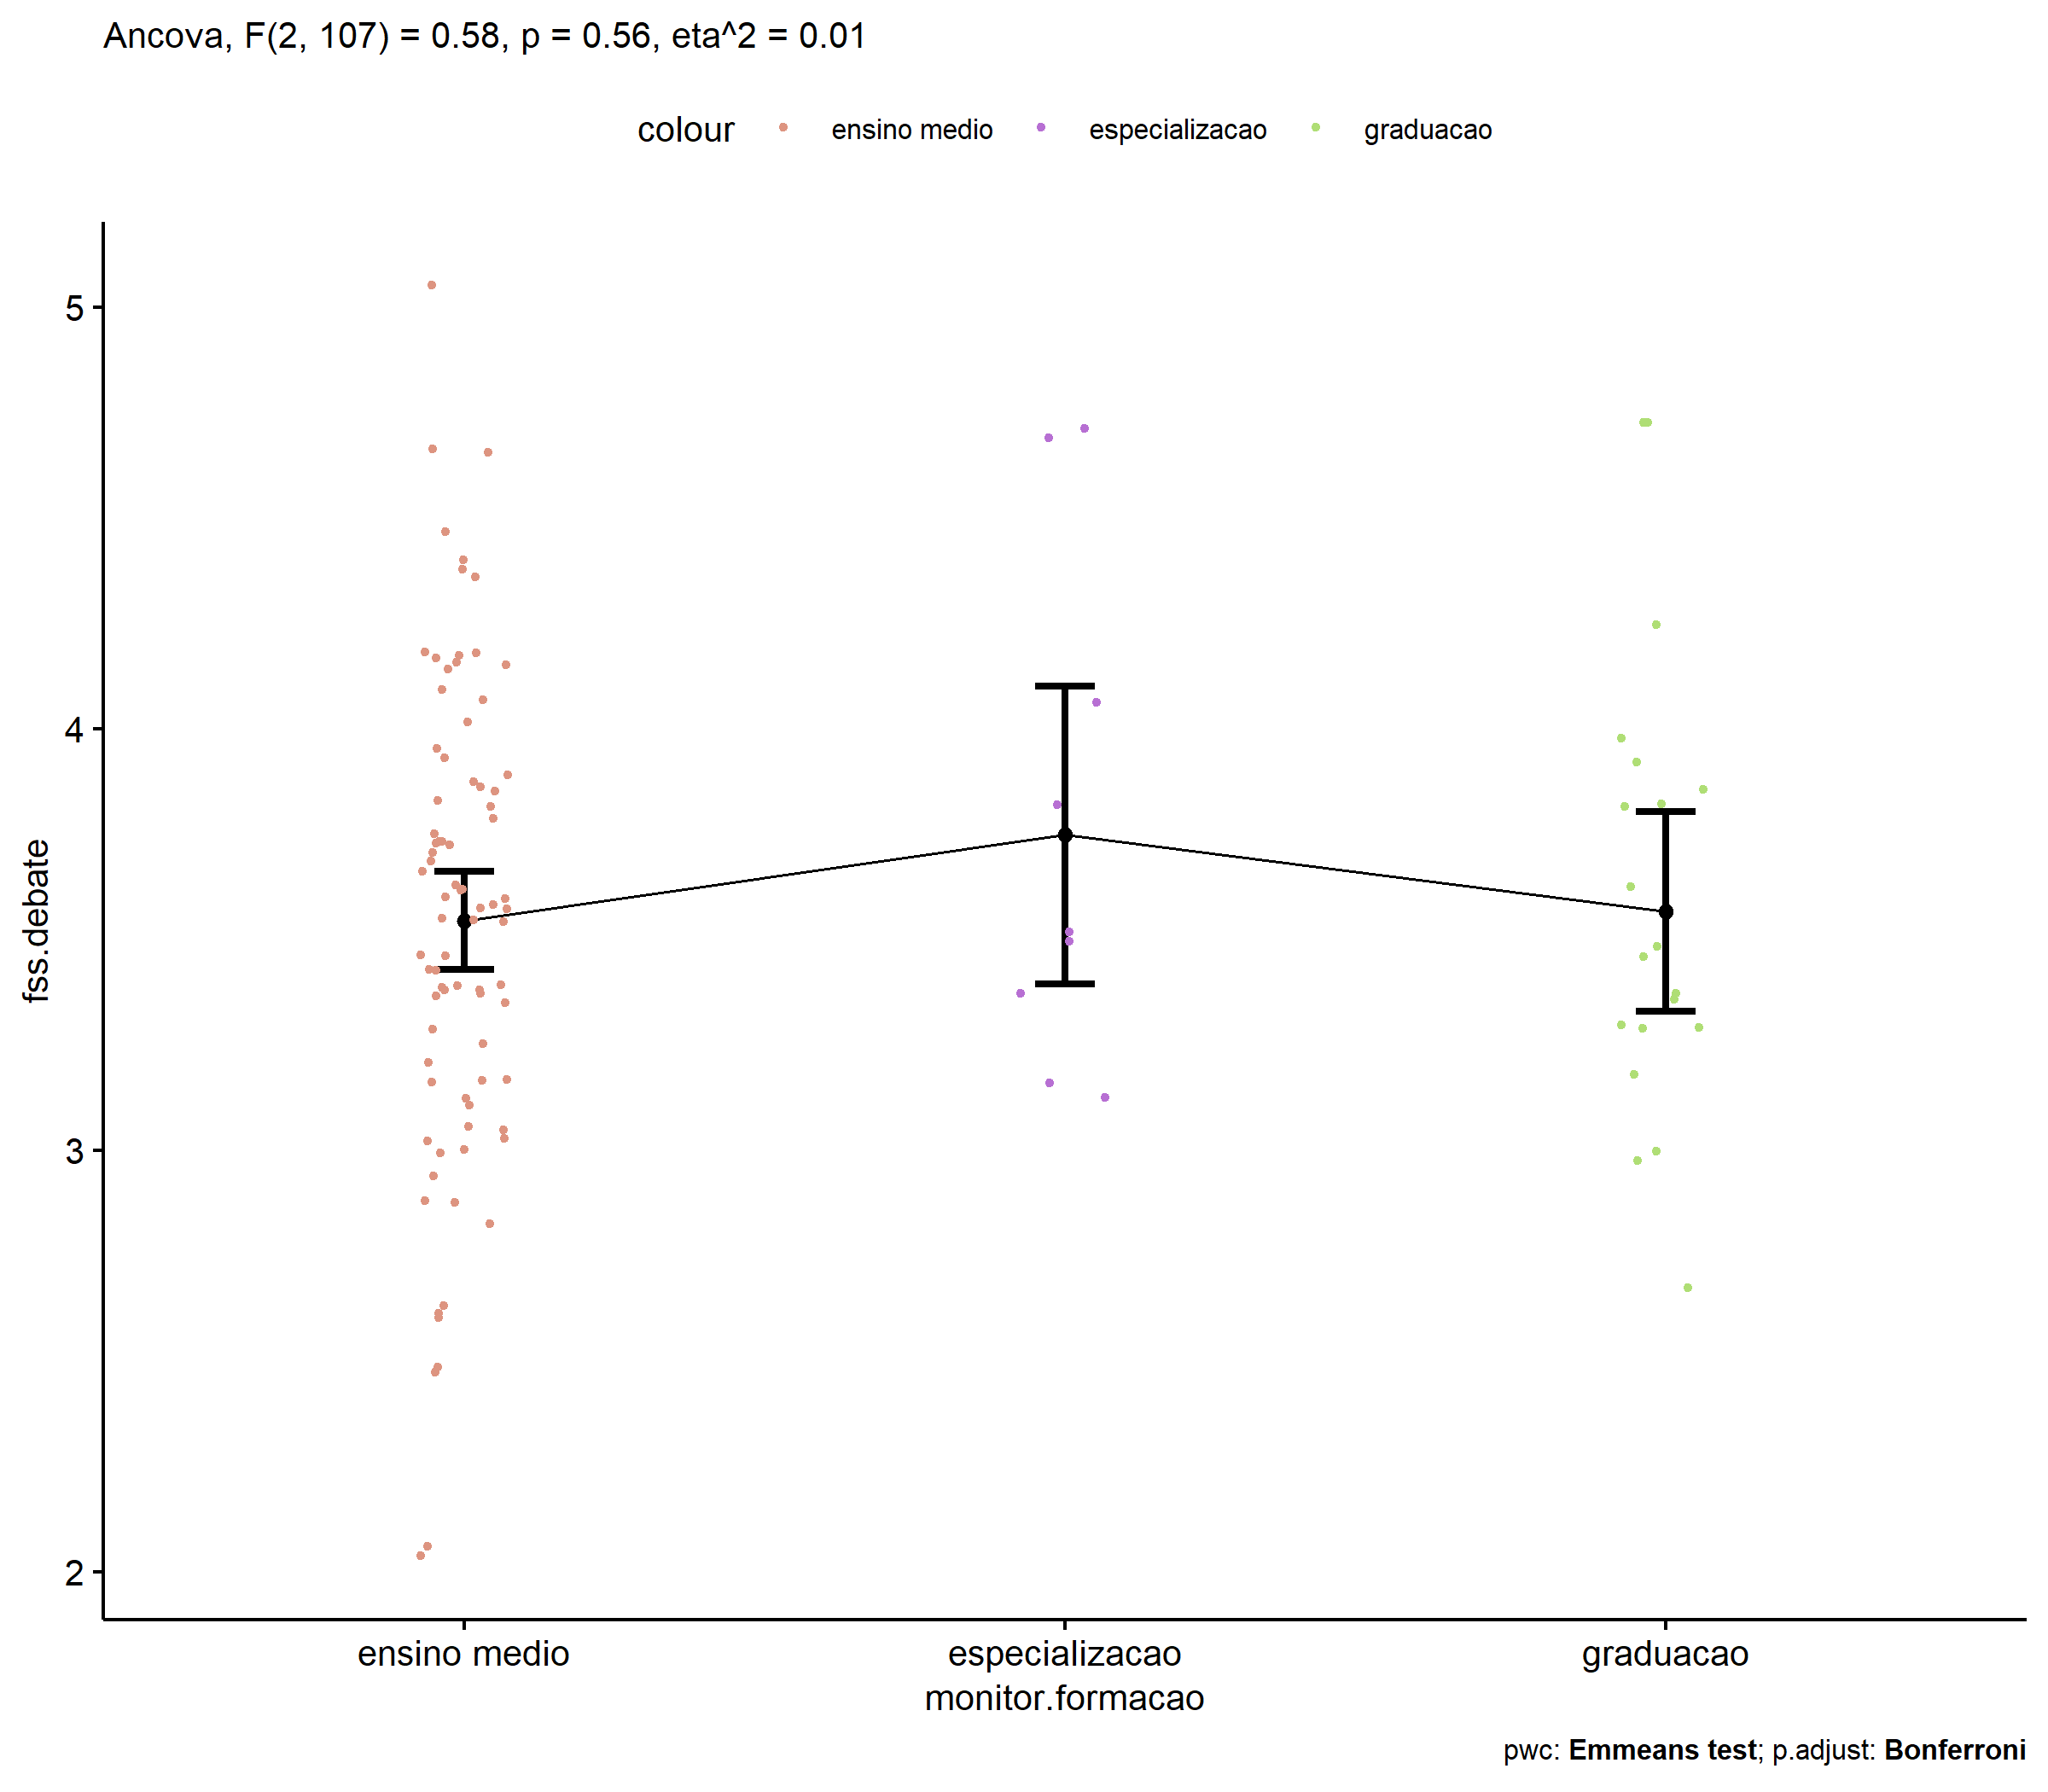 Ancova, F(2, 107) = 0.58, p = 0.56, eta^2 = 0.01
colour ensino medio especializacao graduacao
5
4
3
2
fss.debate
ensino medio especializacao graduacao
monitor.formacao
pwc: Emmeans test; p.adjust: Bonferroni